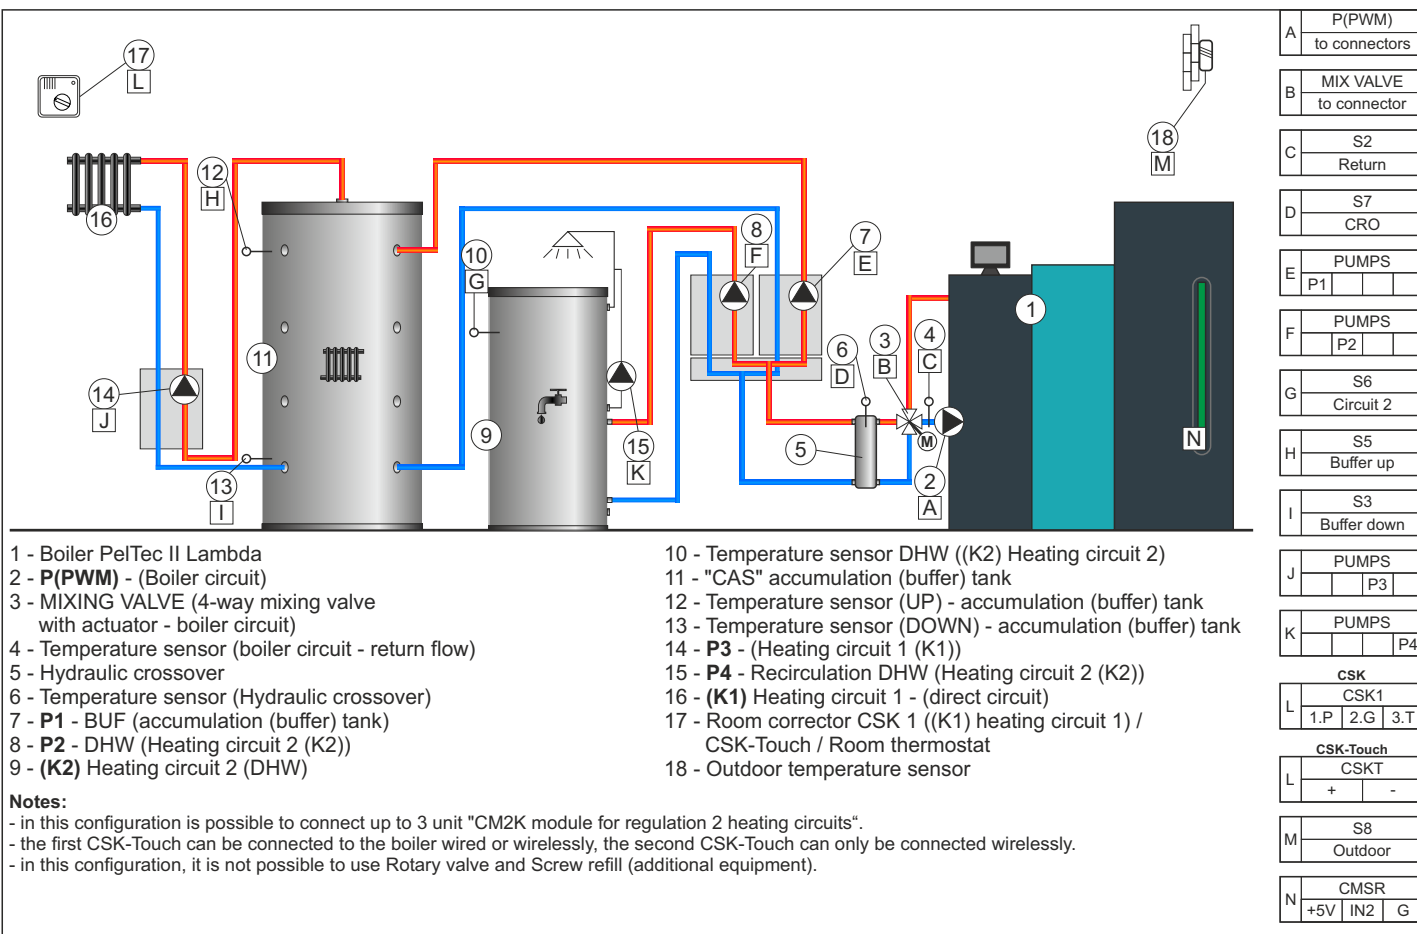 17
L
18
M
12
H
16
10
G
8
F
7
E
1
11
6
D
3
B
4
C
14
J
9
15
K
5
M
N
13
I
2
A
1 - Boiler PelTec II Lambda
2 - P(PWM) - (Boiler circuit)
3 - MIXING VALVE (4-way mixing valve
with actuator - boiler circuit)
4 - Temperature sensor (boiler circuit - return flow)
5 - Hydraulic crossover
6 - Temperature sensor (Hydraulic crossover)
7 - P1 - BUF (accumulation (buffer) tank)
8 - P2 - DHW (Heating circuit 2 (K2))
9 - (K2) Heating circuit 2 (DHW)
10 - Temperature sensor DHW ((K2) Heating circuit 2)
11 - "CAS" accumulation (buffer) tank
12 - Temperature sensor (UP) - accumulation (buffer) tank
13 - Temperature sensor (DOWN) - accumulation (buffer) tank
14 - P3 - (Heating circuit 1 (K1))
15 - P4 - Recirculation DHW (Heating circuit 2 (K2))
16 - (K1) Heating circuit 1 - (direct circuit)
17 - Room corrector CSK 1 ((K1) heating circuit 1) /
CSK-Touch / Room thermostat
18 - Outdoor temperature sensor
Notes:
- in this configuration is possible to connect up to 3 unit "CM2K module for regulation 2 heating circuits“.
- the first CSK-Touch can be connected to the boiler wired or wirelessly, the second CSK-Touch can only be connected wirelessly.
- in this configuration, it is not possible to use Rotary valve and Screw refill (additional equipment).
A P(PWM)
to connectors
B MIX VALVE
to connector
C S2
Return
D S7
CRO
E PUMPS
P1
F PUMPS
P2
G S6
Circuit 2
H S5
Buffer up
I S3
Buffer down
J PUMPS
P3
K PUMPS
P4
CSK
L CSK1
1.P 2.G 3.T
CSK-Touch
L CSKT
+ -
M S8
Outdoor
N CMSR
+5V IN2 G